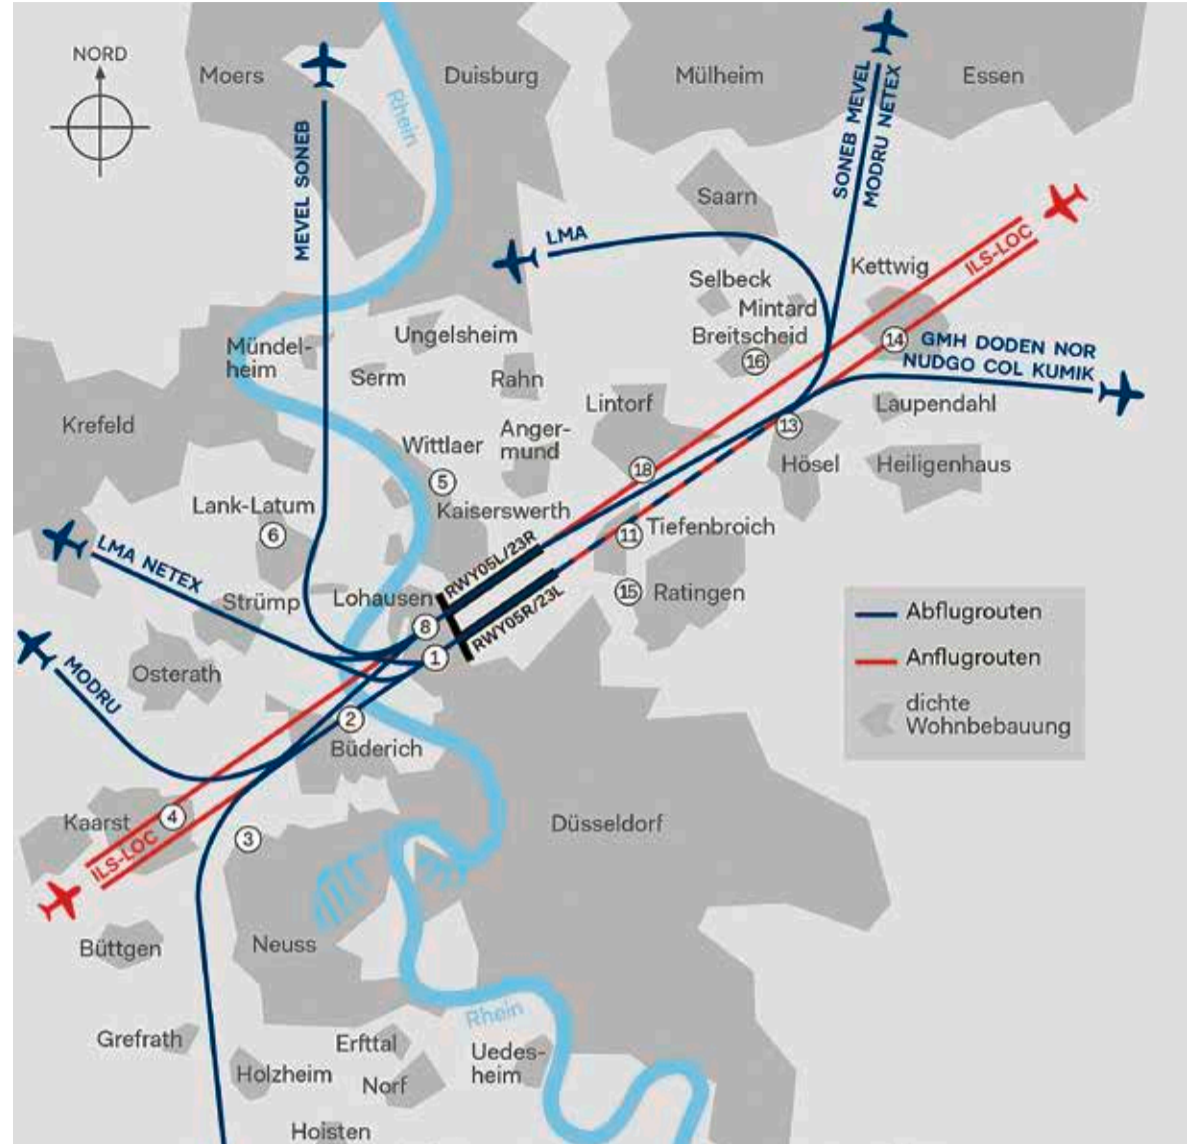 NORD
Moers
Duisburg
Mülheim
Essen
Rhein
MEVEL SONEB
SONEB MEVEL
MODRU NETEX
Saarn
LMA
ILS-LOC
Kettwig
Selbeck
Mintard
Breitscheid
16
14
GMH DODEN NOR
NUDGO COL KUMIK
Ungelsheim
Mündel-
heim
Serm
Rahn
Lintorf
Laupendahl
Krefeld
Wittlaer
Anger-
mund
13
Hösel
Heiligenhaus
18
5
Lank-Latum
6
Kaiserswerth
11
Tiefenbroich
LMA NETEX
RWY05L/23R
RWY05R/23L
Strümp
Lohausen
8
1
15
Ratingen
Abflugrouten
Anflugrouten
dichte
Wohnbebauung
MODRU
Osterath
2
Büderich
Kaarst
4
3
ILS-LOC
Düsseldorf
Büttgen
Neuss
Rhein
Grefrath
Erfttal
Uedes-
heim
Holzheim
Norf
Hoisten